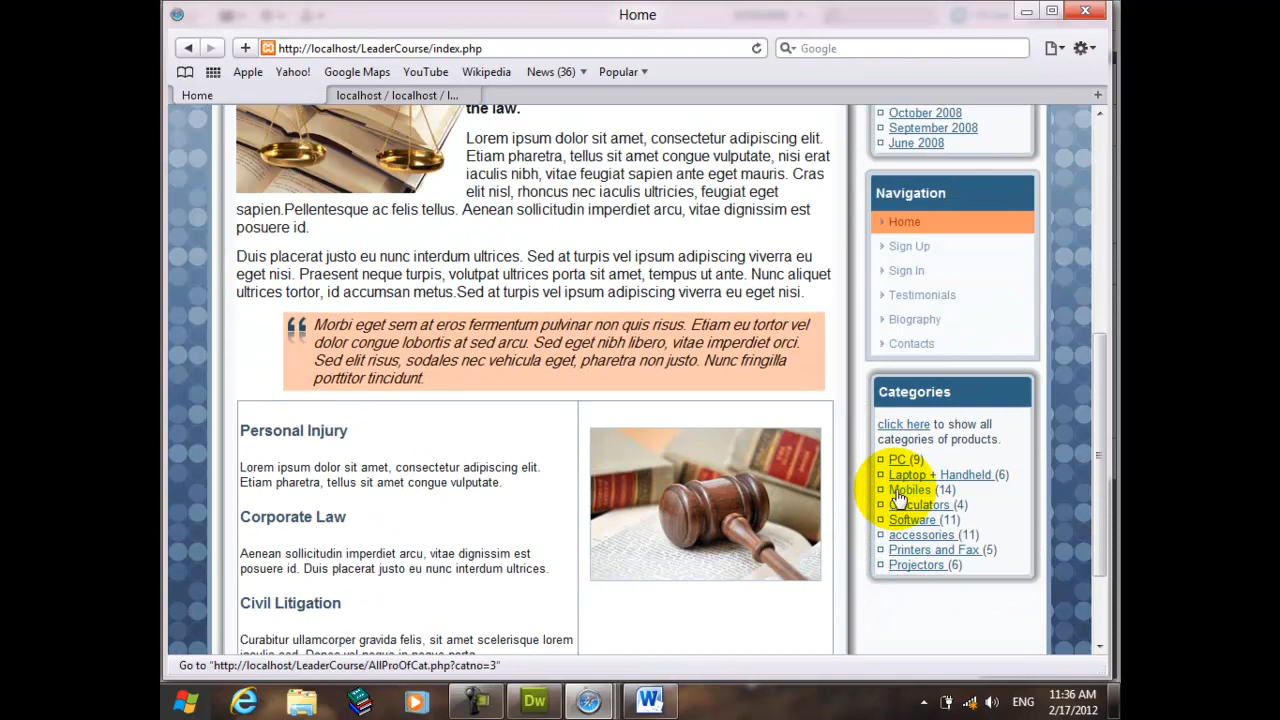 Home
http://localhost/LeaderCourse/index.php
Google
Apple Yahoo! Google Maps YouTube Wikipedia News (36) Popular
Home
localhost / localhost / l...
the law.
Lorem ipsum dolor sit amet, consectetur adipiscing elit.
Etiam pharetra, tellus sit amet congue vulputate, nisi erat
iaculis nibh, vitae feugiat sapien ante eget mauris. Cras
elit nisl, rhoncus nec iaculis ultricies, feugiat eget
sapien.Pellentesque ac felis tellus. Aenean sollicitudin imperdiet arcu, vitae dignissim est
posuere id.
Duis placerat justo eu nunc interdum ultrices. Sed at turpis vel ipsum adipiscing viverra eu
eget nisi. Praesent neque turpis, volutpat ultrices porta sit amet, tempus ut ante. Nunc aliquet
ultrices tortor, id accumsan metus.Sed at turpis vel ipsum adipiscing viverra eu eget nisi.
Morbi eget sem at eros fermentum pulvinar non quis risus. Etiam eu tortor vel
dolor congue lobortis at sed arcu. Sed eget nibh libero, vitae imperdiet orci.
Sed elit risus, sodales nec vehicula eget, pharetra non justo. Nunc fringilla
porttitor tincidunt.
Personal Injury
Lorem ipsum dolor sit amet, consectetur adipiscing elit.
Etiam pharetra, tellus sit amet congue vulputate.
Corporate Law
Aenean sollicitudin imperdiet arcu, vitae dignissim est
posuere id. Duis placerat justo eu nunc interdum ultrices.
Civil Litigation
Curabitur ullamcorper gravida felis, sit amet scelerisque lorem
October 2008
September 2008
June 2008
Navigation
Home
Sign Up
Sign In
Testimonials
Biography
Contacts
Categories
click here to show all
categories of products.
PC (9)
Laptop + Handheld (6)
Mobiles (14)
Calculators (4)
Software (11)
accessories (11)
Printers and Fax (5)
Projectors (6)
Go to "http://localhost/LeaderCourse/AllProOfCat.php?catno=3"
Dw
W
ENG
11:36 AM
2/17/2012